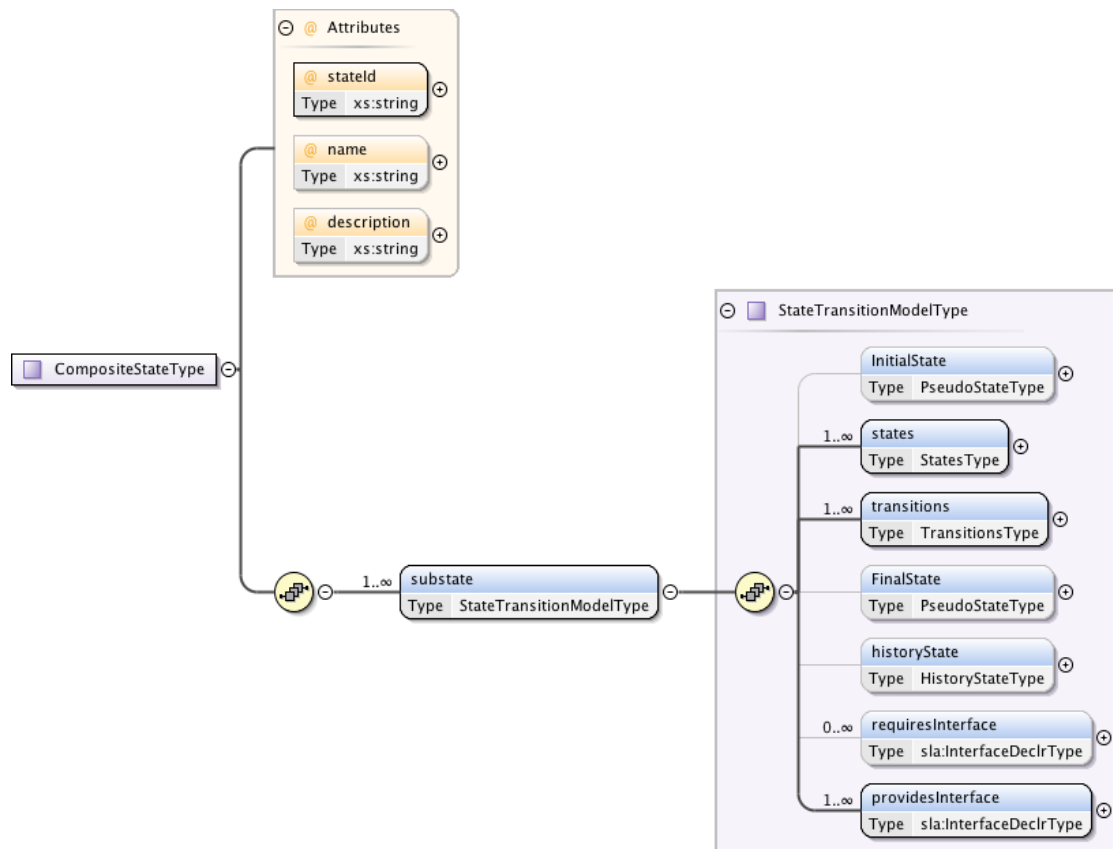 @ Attributes
@ stateId
Type xs:string
@ name
Type xs:string
@ description
Type xs:string
CompositeStateType
1..∞
substate
Type StateTransitionModelType
StateTransitionModelType
InitialState
Type PseudoStateType
1..∞
states
Type StatesType
1..∞
transitions
Type TransitionsType
FinalState
Type PseudoStateType
historyState
Type HistoryStateType
0..∞
requiresInterface
Type sla:InterfaceDeclrType
1..∞
providesInterface
Type sla:InterfaceDeclrType